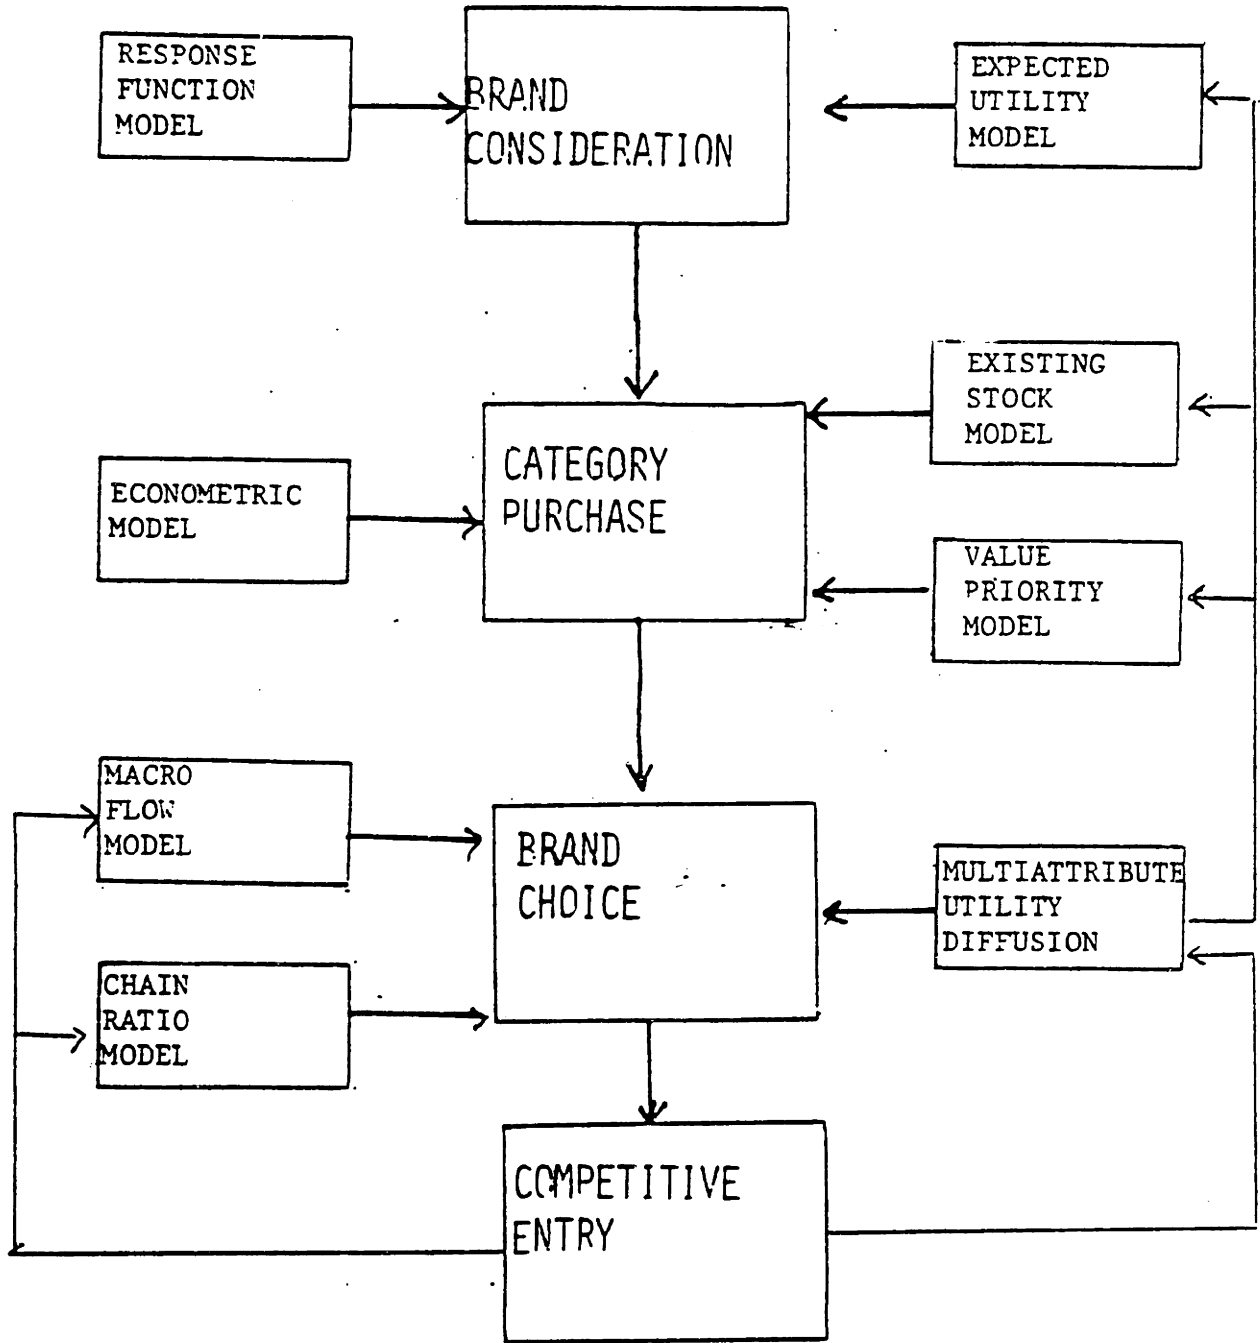 RESPONSE
FUNCTION
MODEL
BRAND
CONSIDERATION
EXPECTED
UTILITY
MODEL
EXISTING
STOCK
MODEL
ECONOMETRIC
MODEL
CATEGORY
PURCHASE
VALUE
PRIORITY
MODEL
MACRO
FLOW
MODEL
BRAND
CHOICE
MULTIATTRIBUTE
UTILITY
DIFFUSION
CHAIN
RATIO
MODEL
COMPETITIVE
ENTRY